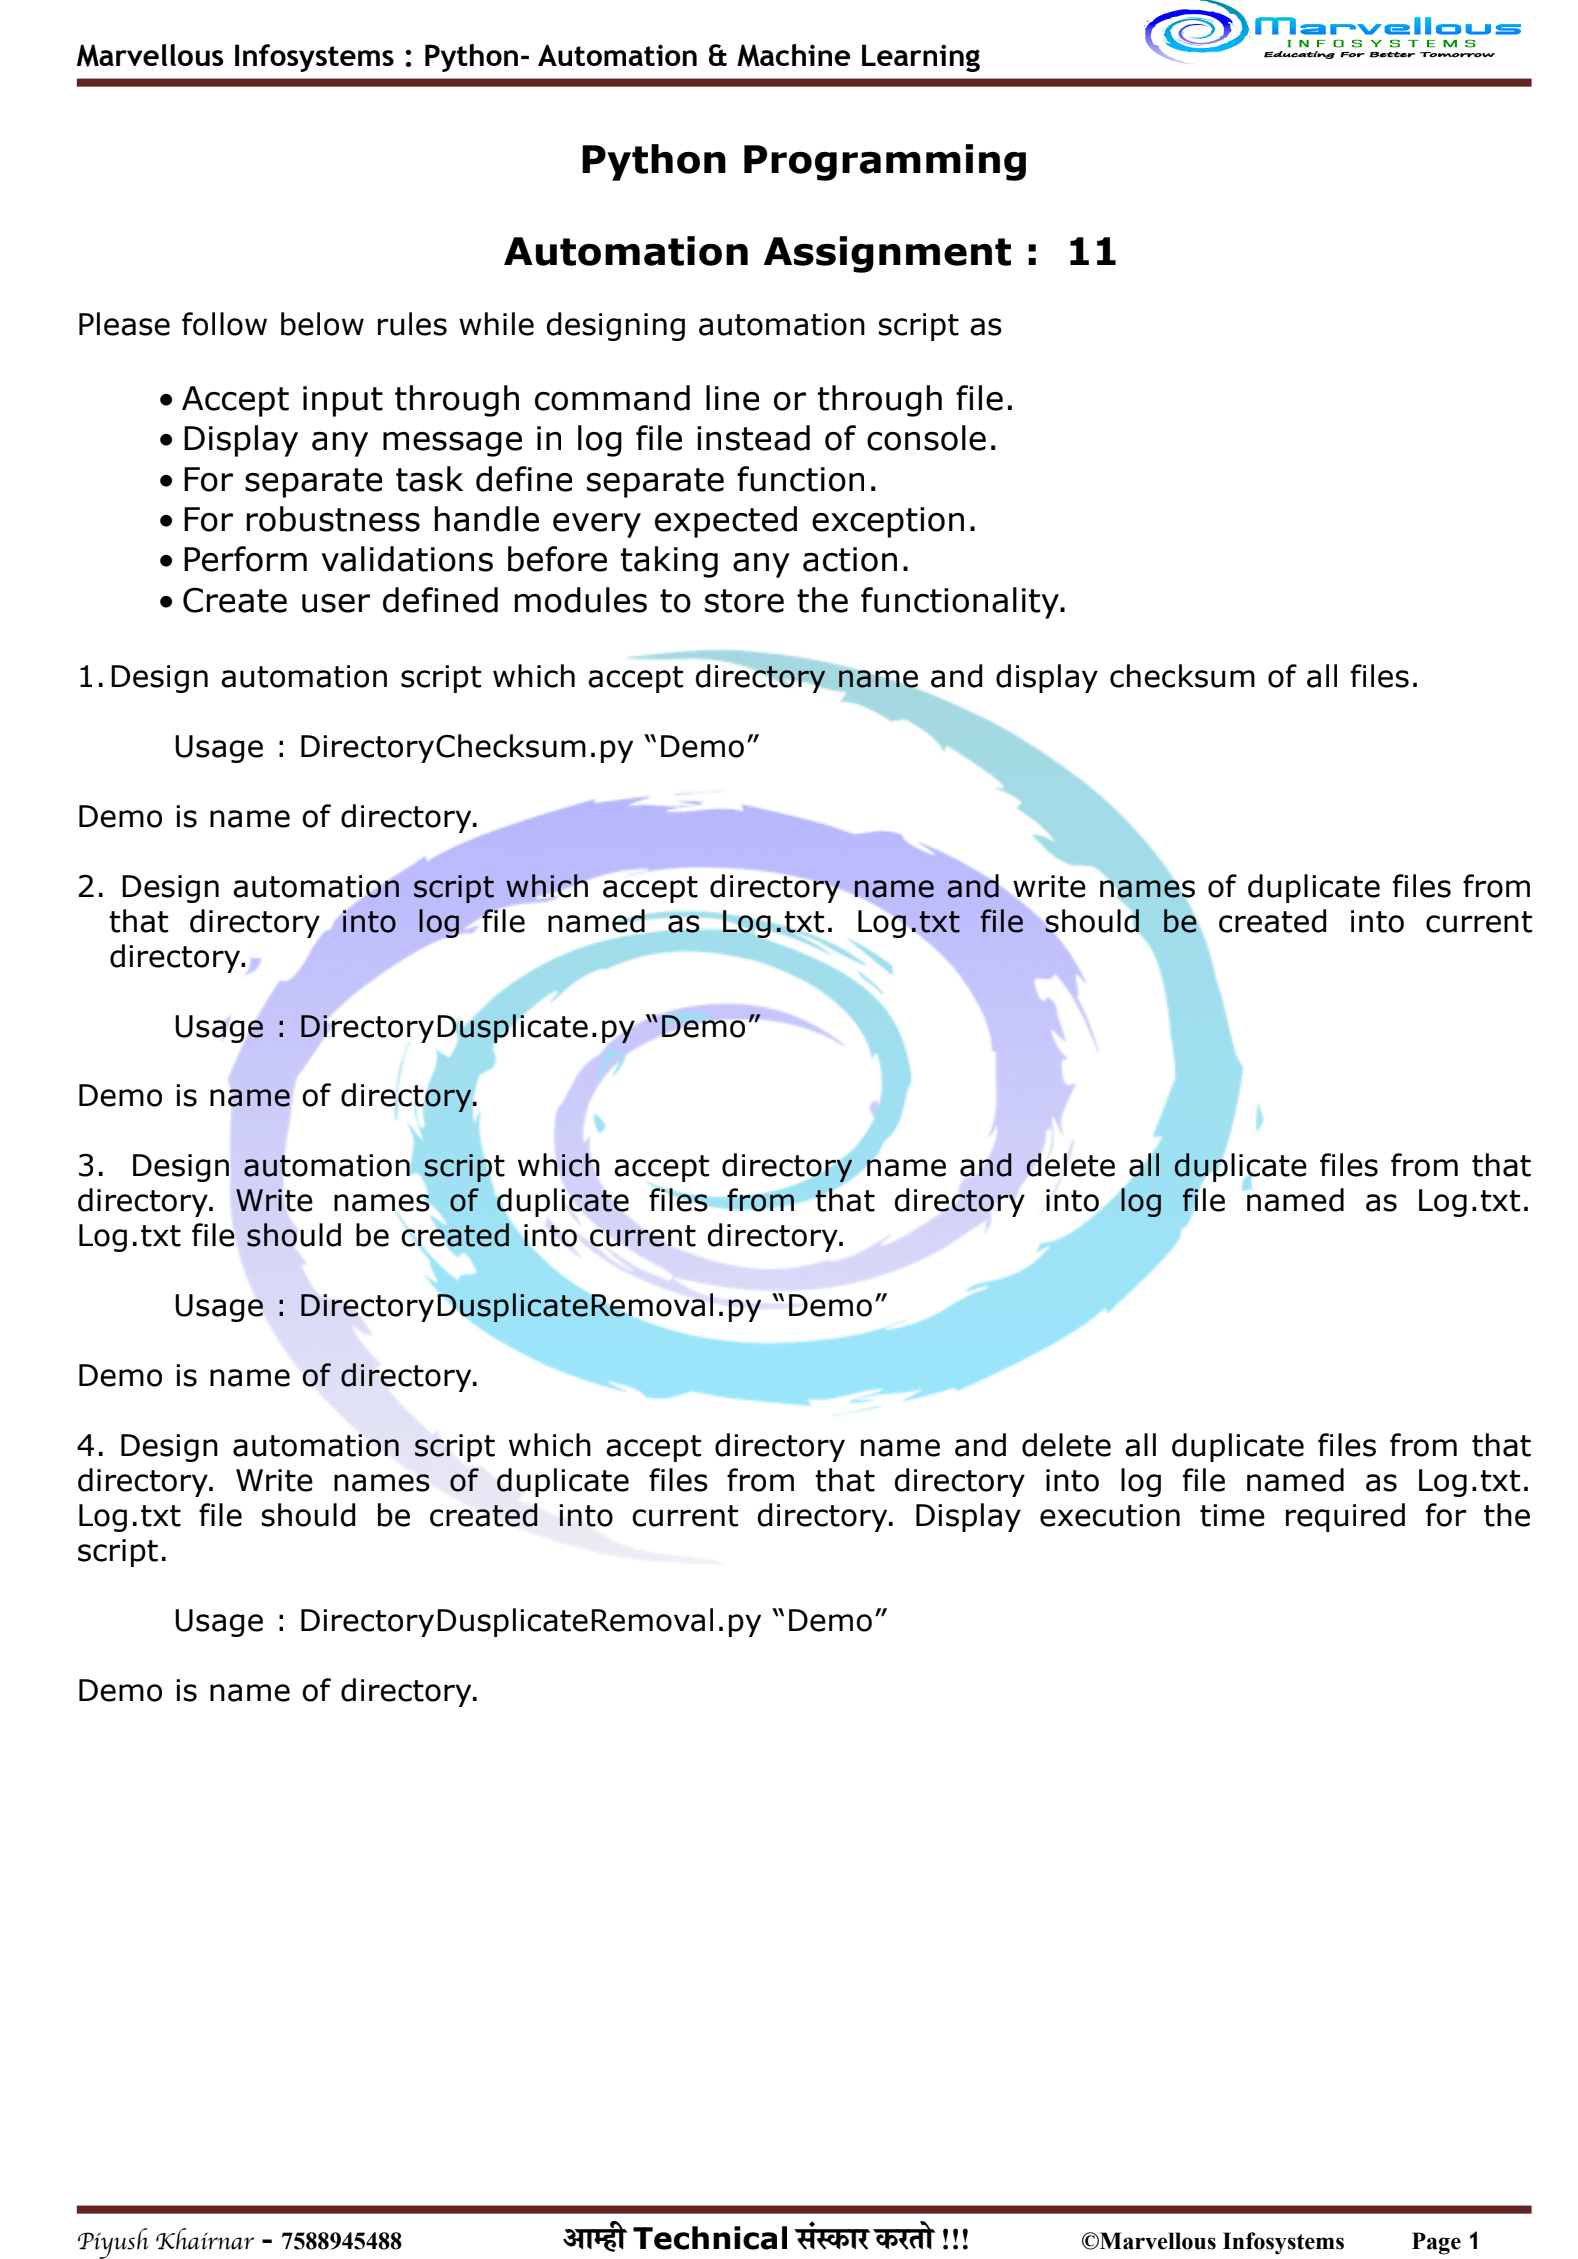 Marvellous Infosystems : Python- Automation & Machine Learning
Marvellous
INFOSYSTEMS
Educating For Better Tomorrow
Python Programming
Automation Assignment : 11
Please follow below rules while designing automation script as
• Accept input through command line or through file.
• Display any message in log file instead of console.
• For separate task define separate function.
• For robustness handle every expected exception.
• Perform validations before taking any action.
• Create user defined modules to store the functionality.
1. Design automation script which accept directory name and display checksum of all files.
Usage : DirectoryChecksum.py “Demo”
Demo is name of directory.
2. Design automation script which accept directory name and write names of duplicate files from
that directory into log file named as Log.txt. Log.txt file should be created into current
directory.
Usage : DirectoryDusplicate.py “Demo”
Demo is name of directory.
3. Design automation script which accept directory name and delete all duplicate files from that
directory. Write names of duplicate files from that directory into log file named as Log.txt.
Log.txt file should be created into current directory.
Usage : DirectoryDusplicateRemoval.py “Demo”
Demo is name of directory.
4. Design automation script which accept directory name and delete all duplicate files from that
directory. Write names of duplicate files from that directory into log file named as Log.txt.
Log.txt file should be created into current directory. Display execution time required for the
script.
Usage : DirectoryDusplicateRemoval.py “Demo”
Demo is name of directory.
Piyush Khairnar - 7588945488 आम्ही Technical संस्कार करतो !!! ©Marvellous Infosystems Page 1